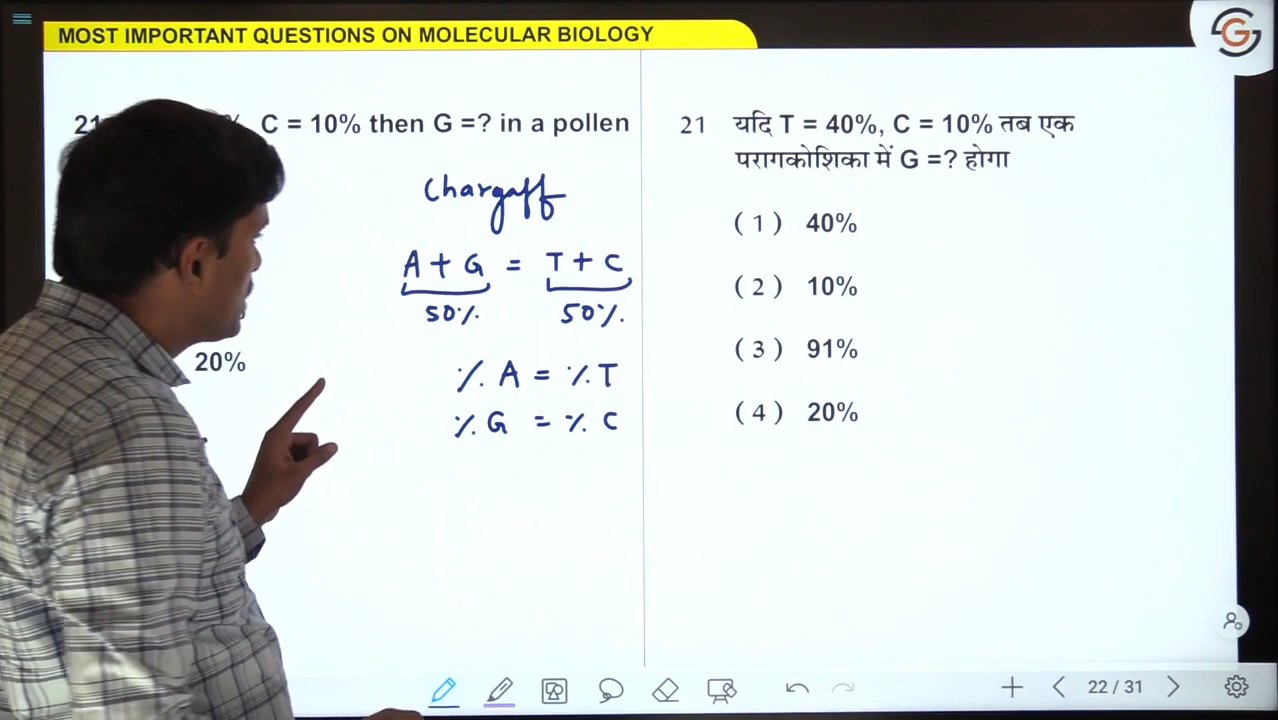 MOST IMPORTANT QUESTIONS ON MOLECULAR BIOLOGY
21
%, C = 10% then G =? in a pollen
Chargaff
A + G = T + C
50% 50%
20%
% A = % T
% G = % C
21 यदि T = 40%, C = 10% तब एक
परागकोशिका में G =? होगा
( 1 ) 40%
( 2 ) 10%
( 3 ) 91%
( 4 ) 20%
22 / 31